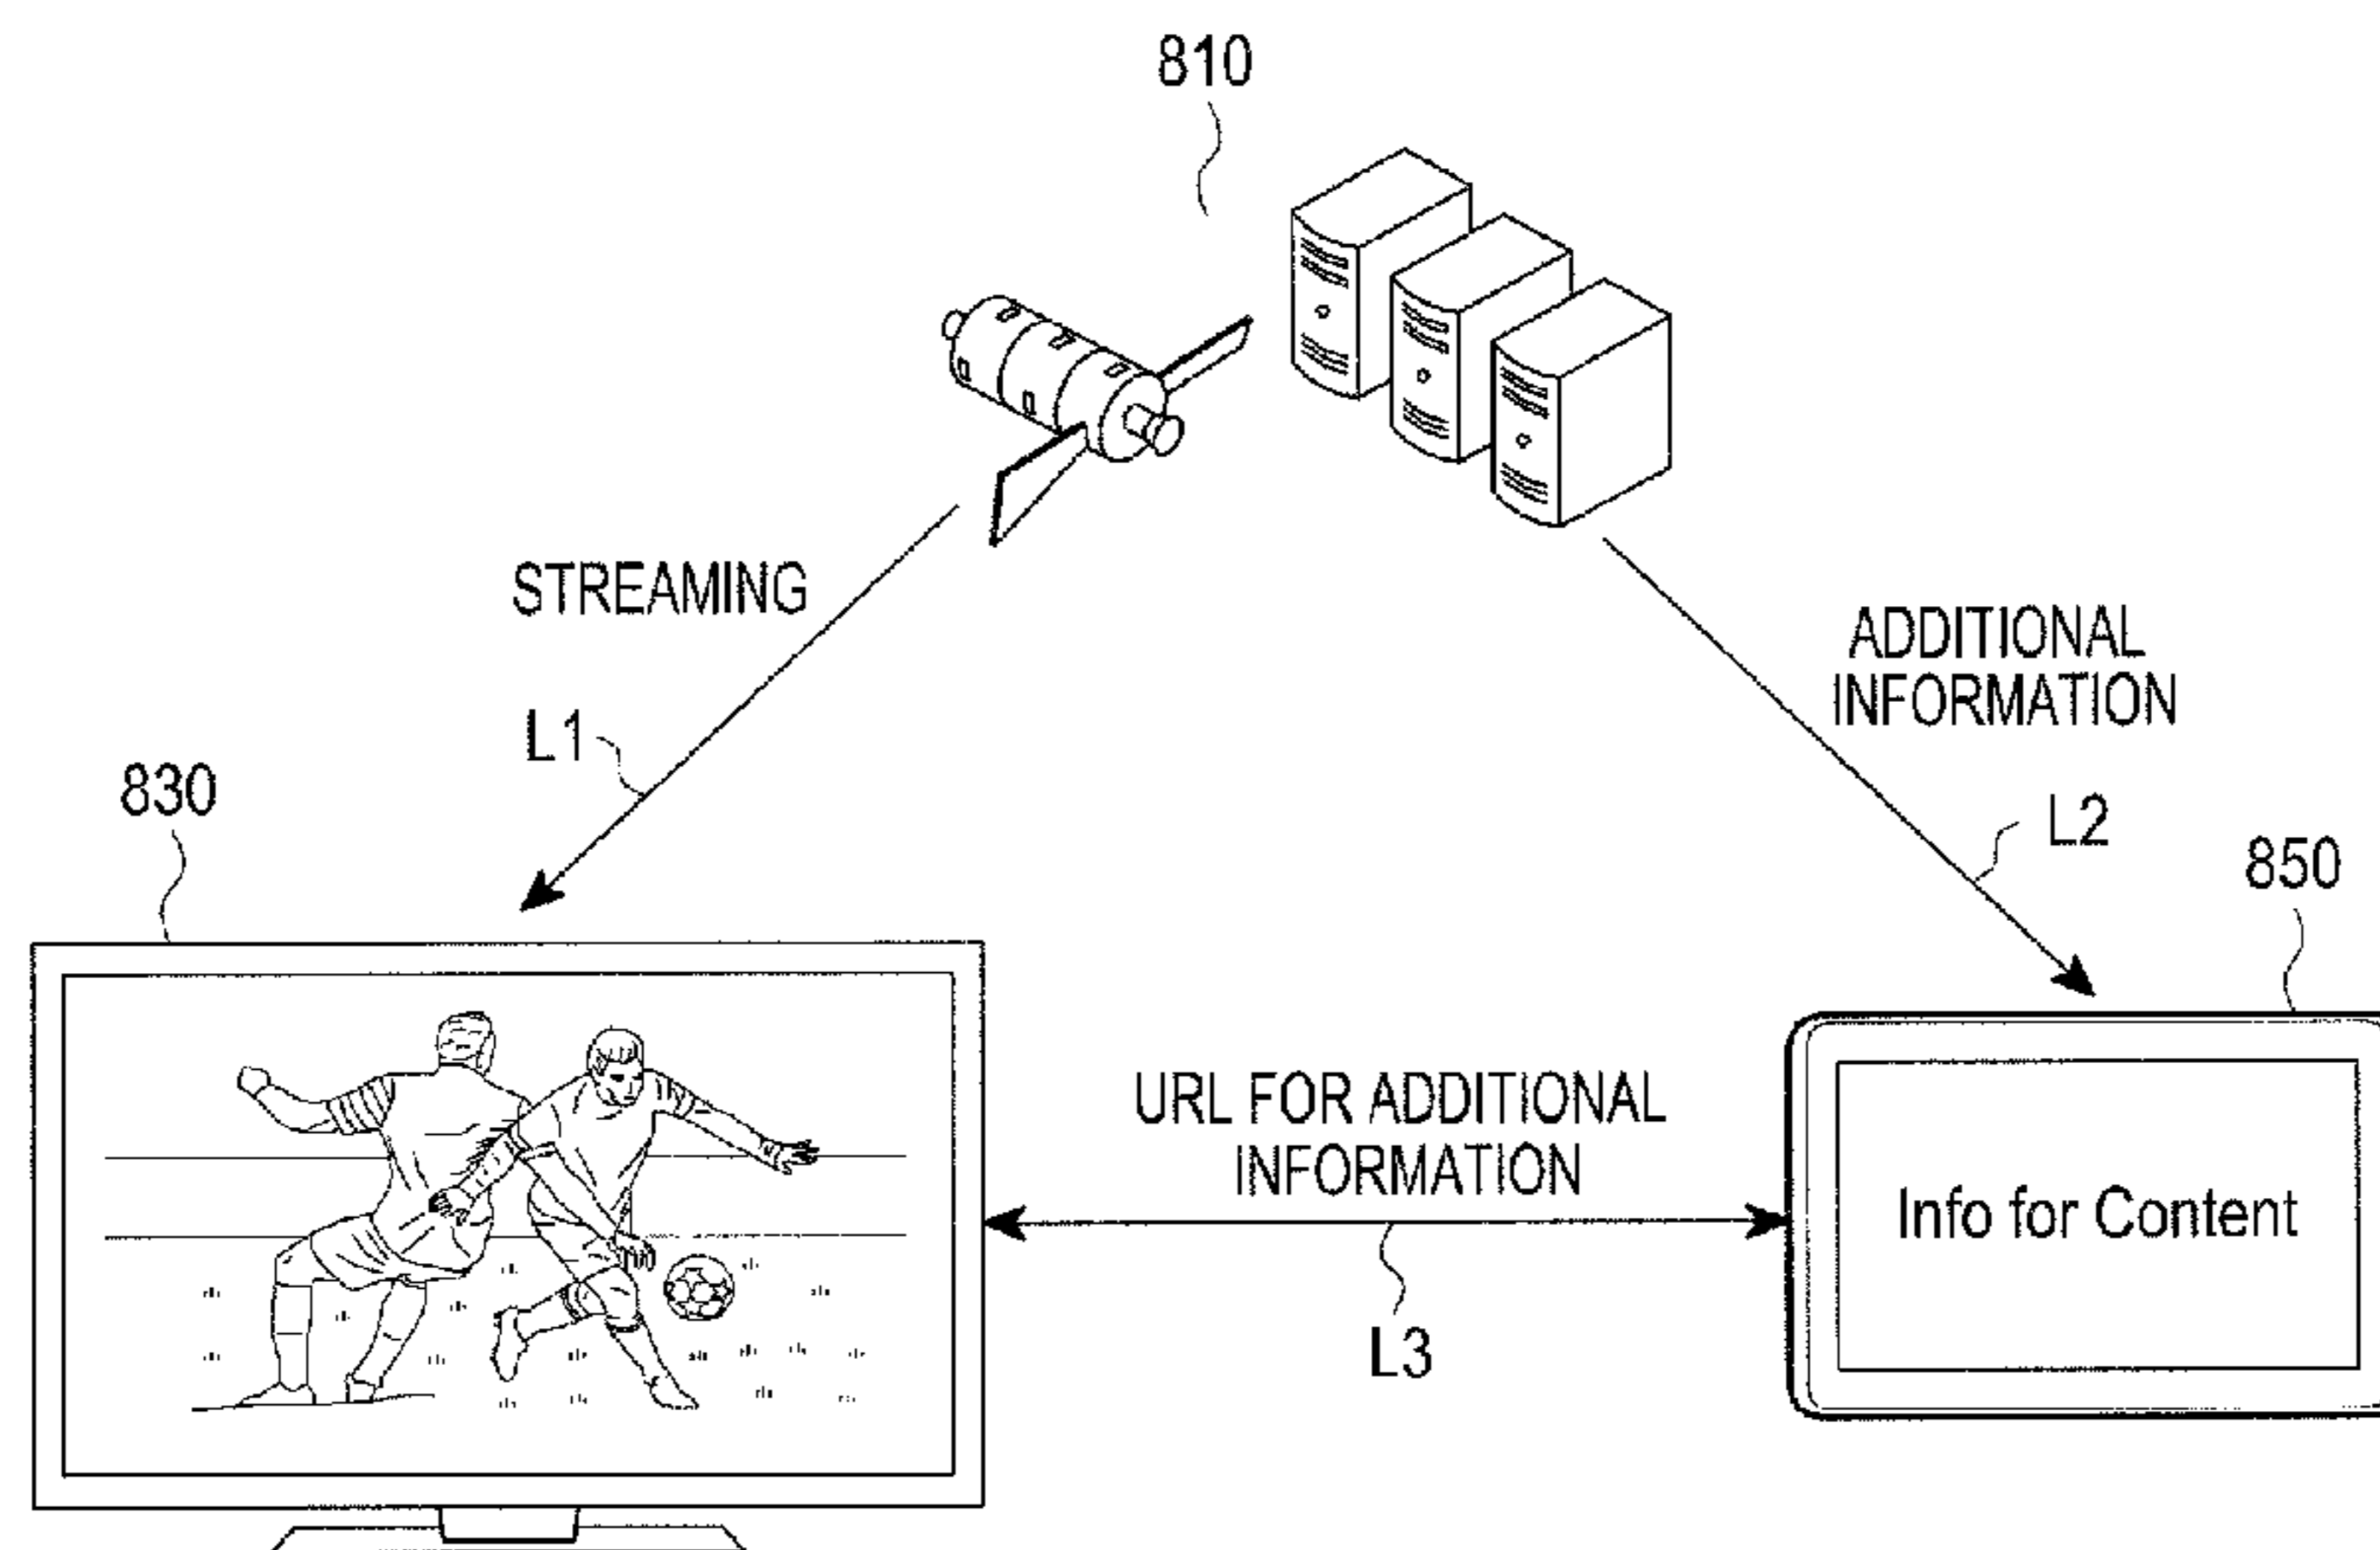 810
STREAMING
ADDITIONAL
INFORMATION
L1
L2
830
850
URL FOR ADDITIONAL
INFORMATION
Info for Content
L3